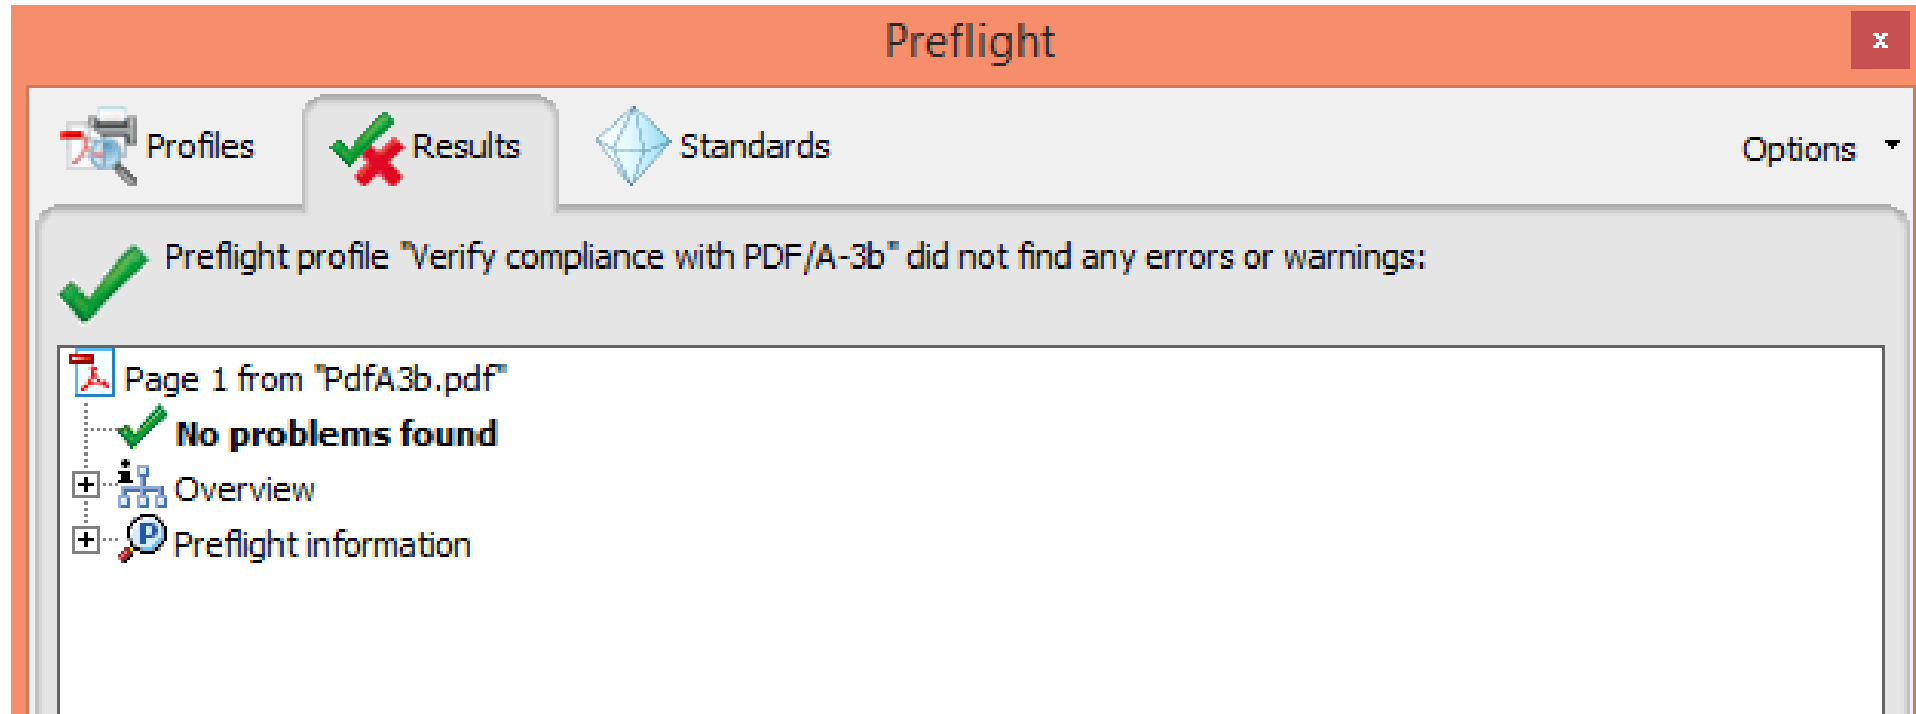 Preflight
x
Profiles
Results
Standards
Options
Preflight profile "Verify compliance with PDF/A-3b" did not find any errors or warnings:
Page 1 from "PdfA3b.pdf"
No problems found
Overview
Preflight information